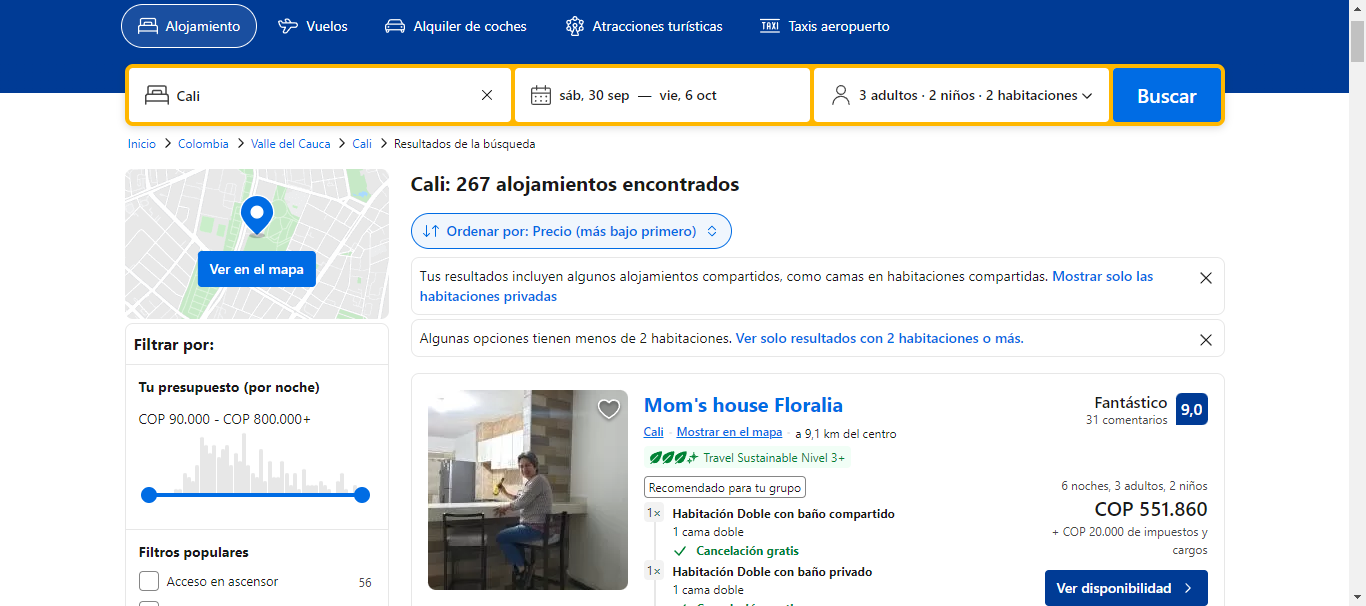 Alojamiento
Vuelos
Alquiler de coches
Atracciones turísticas
TAXI Taxis aeropuerto
Cali
sáb, 30 sep — vie, 6 oct
3 adultos · 2 niños · 2 habitaciones
Buscar
Inicio > Colombia > Valle del Cauca > Cali > Resultados de la búsqueda
Ver en el mapa
Filtrar por:
Tu presupuesto (por noche)
COP 90.000 - COP 800.000+
Filtros populares
Acceso en ascensor 56
Cali: 267 alojamientos encontrados
Ordenar por: Precio (más bajo primero)
Tus resultados incluyen algunos alojamientos compartidos, como camas en habitaciones compartidas. Mostrar solo las
habitaciones privadas
Algunas opciones tienen menos de 2 habitaciones. Ver solo resultados con 2 habitaciones o más.
Mom's house Floralia
Cali · Mostrar en el mapa · a 9,1 km del centro
Travel Sustainable Nivel 3+
Recomendado para tu grupo
1× Habitación Doble con baño compartido
1 cama doble
Cancelación gratis
1× Habitación Doble con baño privado
1 cama doble
Fantástico 9,0
31 comentarios
6 noches, 3 adultos, 2 niños
COP 551.860
+ COP 20.000 de impuestos y
cargos
Ver disponibilidad